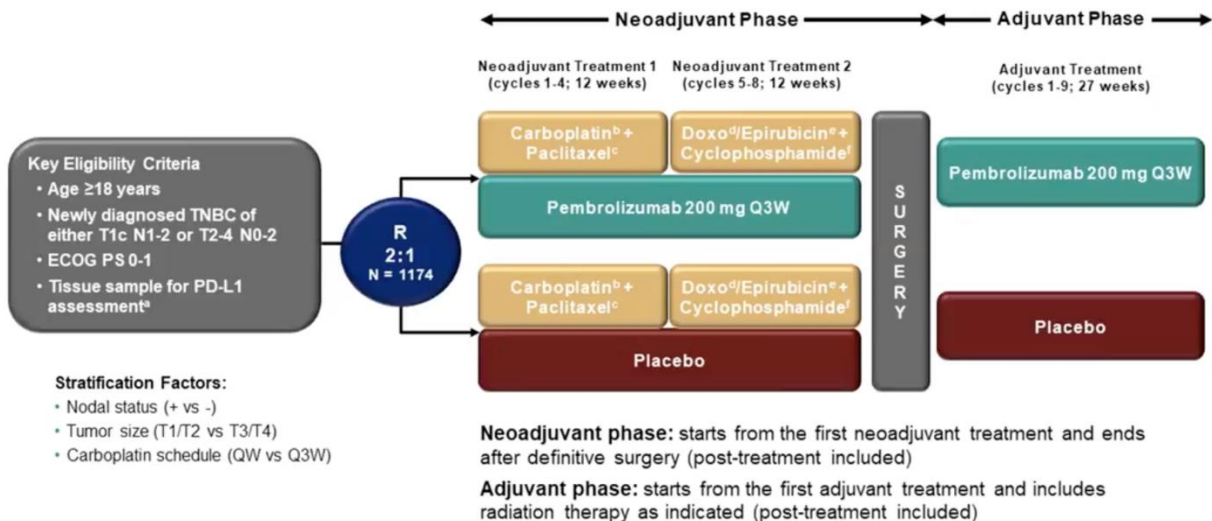 Neoadjuvant Phase
Adjuvant Phase
Neoadjuvant Treatment 1
(cycles 1-4; 12 weeks)
Neoadjuvant Treatment 2
(cycles 5-8; 12 weeks)
Adjuvant Treatment
(cycles 1-9; 27 weeks)
Key Eligibility Criteria
• Age ≥18 years
• Newly diagnosed TNBC of
either T1c N1-2 or T2-4 N0-2
• ECOG PS 0-1
• Tissue sample for PD-L1
assessmentᵃ
R
2:1
N = 1174
Carboplatinᵇ +
Paclitaxelᶜ
Doxoᵈ/Epirubicinᵉ +
Cyclophosphamideᶠ
Pembrolizumab 200 mg Q3W
Carboplatinᵇ +
Paclitaxelᶜ
Doxoᵈ/Epirubicinᵉ +
Cyclophosphamideᶠ
Placebo
SURGERY
Pembrolizumab 200 mg Q3W
Placebo
Stratification Factors:
• Nodal status (+ vs -)
• Tumor size (T1/T2 vs T3/T4)
• Carboplatin schedule (QW vs Q3W)
Neoadjuvant phase: starts from the first neoadjuvant treatment and ends
after definitive surgery (post-treatment included)
Adjuvant phase: starts from the first adjuvant treatment and includes
radiation therapy as indicated (post-treatment included)